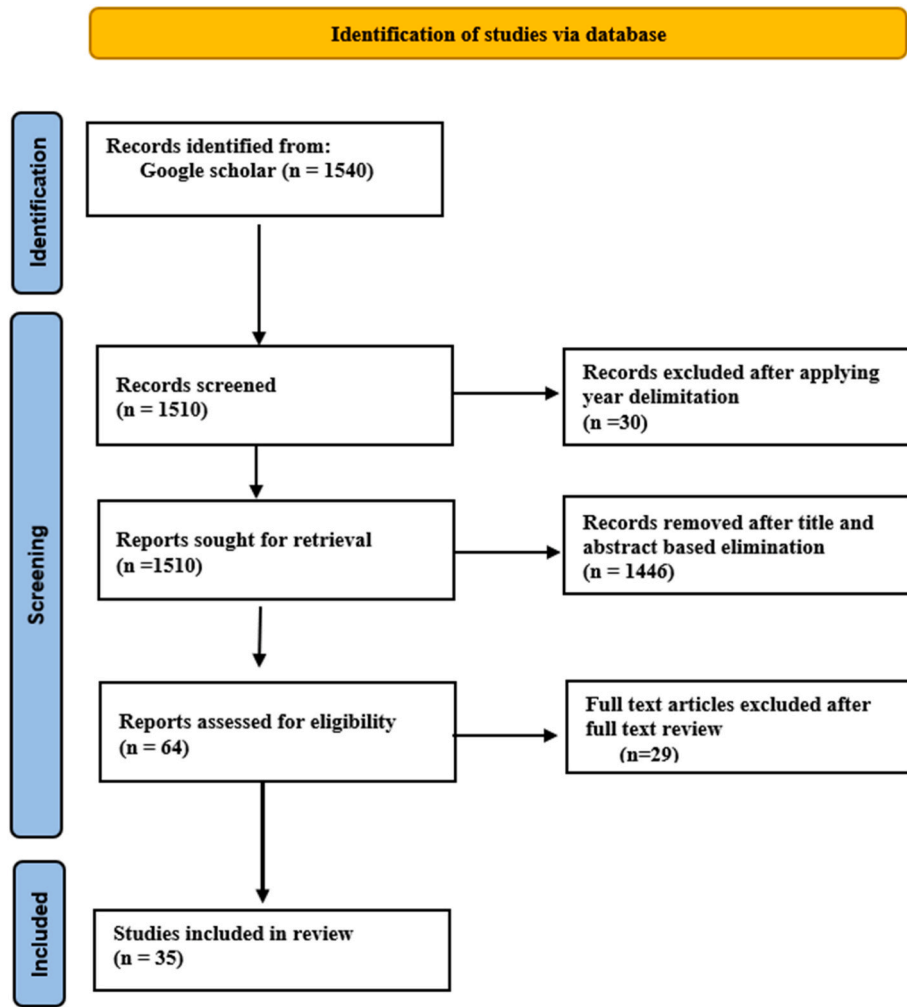 Identification of studies via database
Identification
Records identified from:
Google scholar (n = 1540)
Screening
Records screened
(n = 1510)
Records excluded after applying
year delimitation
(n =30)
Reports sought for retrieval
(n =1510)
Records removed after title and
abstract based elimination
(n = 1446)
Reports assessed for eligibility
(n = 64)
Full text articles excluded after
full text review
(n=29)
Included
Studies included in review
(n = 35)